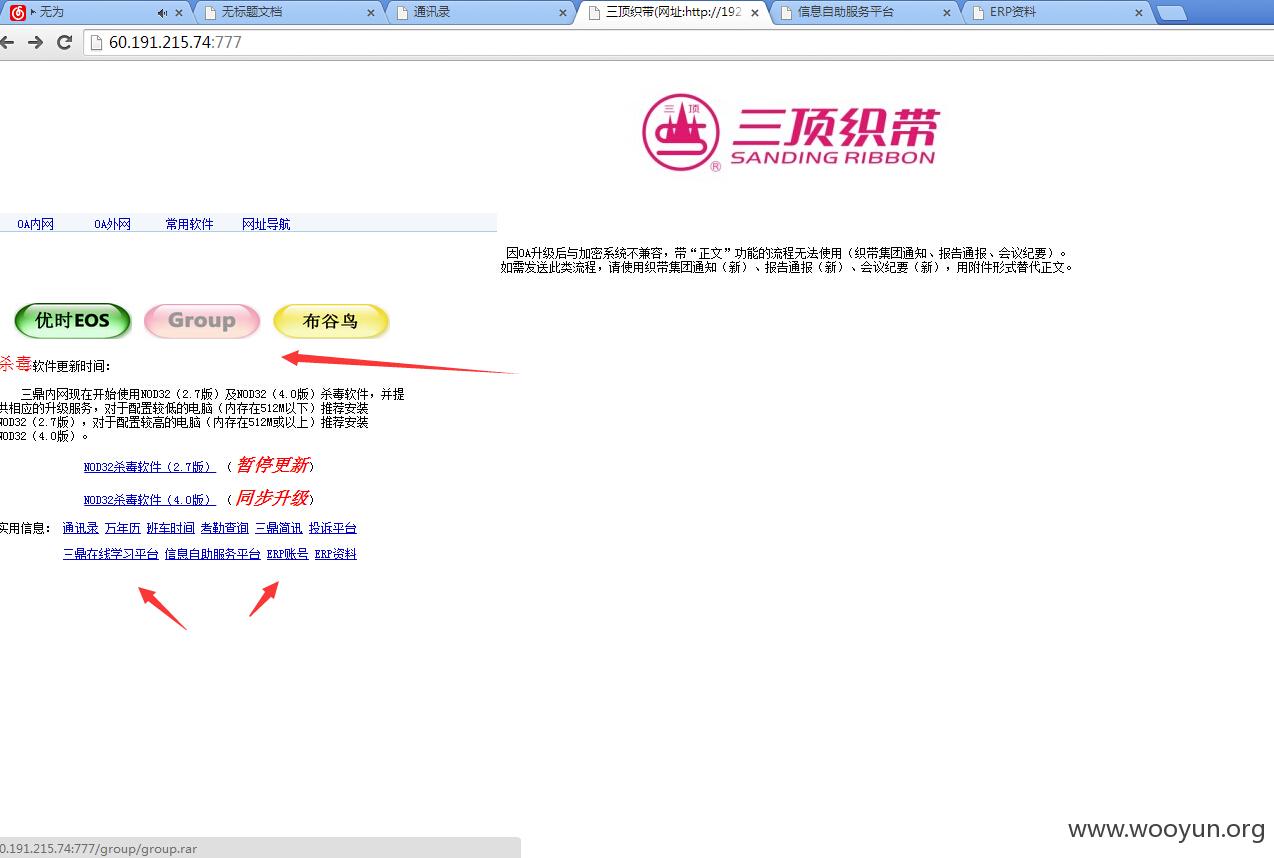 无为
无标题文档
通讯录
三顶织带(网址:http://192
信息自助服务平台
ERP资料
60.191.215.74:777
三 顶
三顶织带
SANDING RIBBON
®
OA内网 OA外网 常用软件 网址导航
因OA升级后与加密系统不兼容，带“正文”功能的流程无法使用（织带集团通知、报告通报、会议纪要）。
如需发送此类流程，请使用织带集团通知（新）、报告通报（新）、会议纪要（新），用附件形式替代正文。
优时EOS Group 布谷鸟
杀毒软件更新时间:
三鼎内网现在开始使用NOD32（2.7版）及NOD32（4.0版）杀毒软件，并提
共相应的升级服务，对于配置较低的电脑（内存在512M以下）推荐安装
NOD32（2.7版），对于配置较高的电脑（内存在512M或以上）推荐安装
NOD32（4.0版）。
NOD32杀毒软件（2.7版） （暂停更新）
NOD32杀毒软件（4.0版） （同步升级）
实用信息: 通讯录 万年历 班车时间 考勤查询 三鼎简讯 投诉平台
三鼎在线学习平台 信息自助服务平台 ERP账号 ERP资料
www.wooyun.org
0.191.215.74:777/group/group.rar